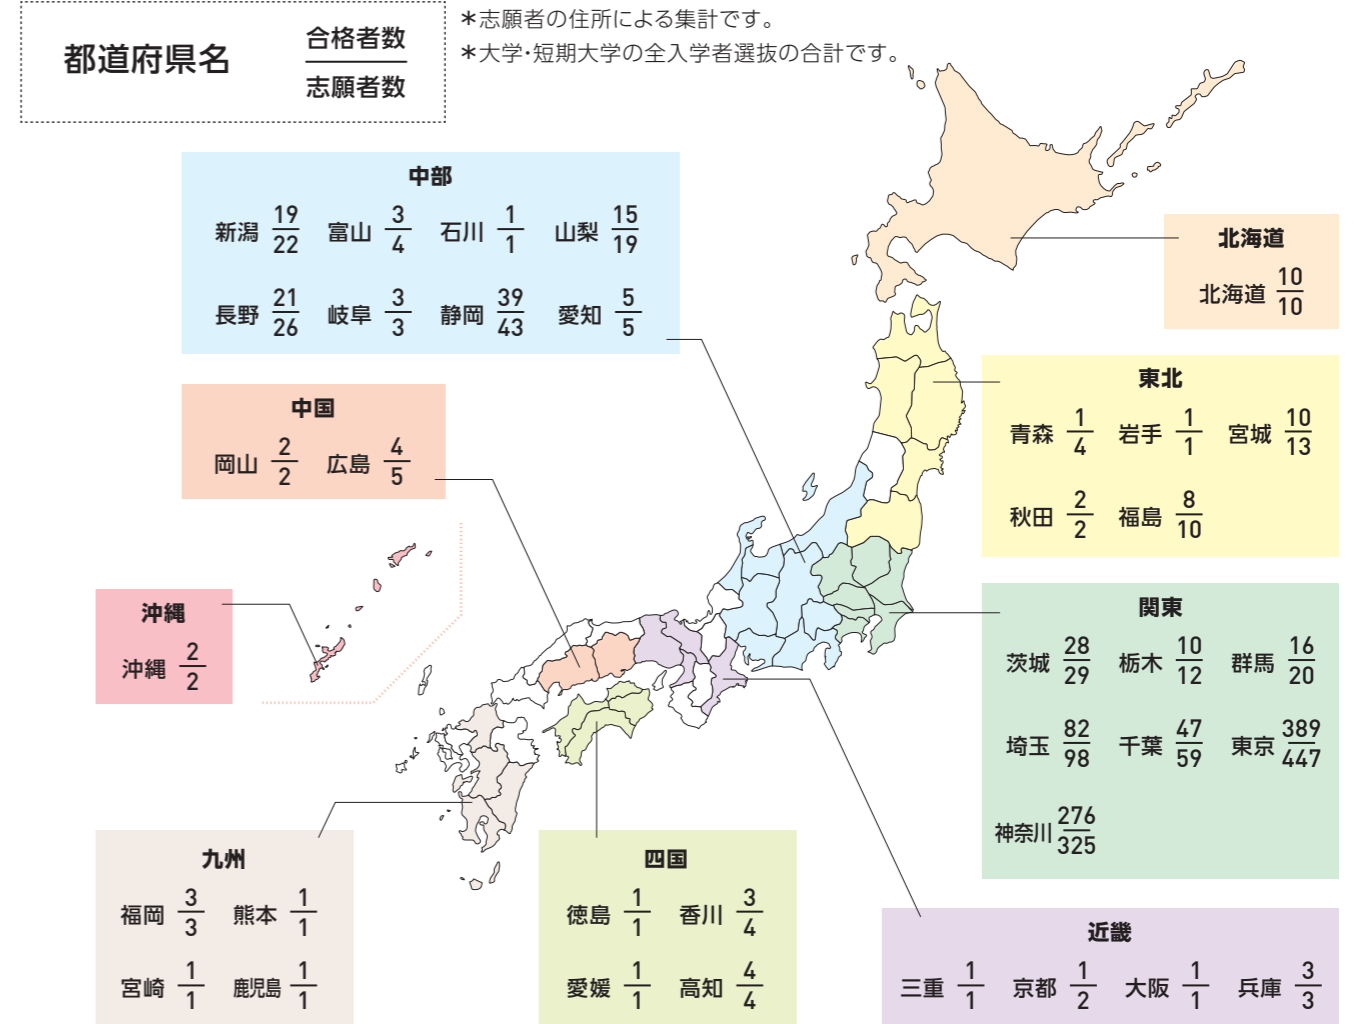 都道府県名 合格者数
志願者数
＊志願者の住所による集計です。
＊大学・短期大学の全入学者選抜の合計です。
中部
新潟 19/22 富山 3/4 石川 1/1 山梨 15/19
長野 21/26 岐阜 3/3 静岡 39/43 愛知 5/5
中国
岡山 2/2 広島 4/5
沖縄
沖縄 2/2
北海道
北海道 10/10
東北
青森 1/4 岩手 1/1 宮城 10/13
秋田 2/2 福島 8/10
関東
茨城 28/29 栃木 10/12 群馬 16/20
埼玉 82/98 千葉 47/59 東京 389/447
神奈川 276/325
九州
福岡 3/3 熊本 1/1
宮崎 1/1 鹿児島 1/1
四国
徳島 1/1 香川 3/4
愛媛 1/1 高知 4/4
近畿
三重 1/1 京都 1/2 大阪 1/1 兵庫 3/3